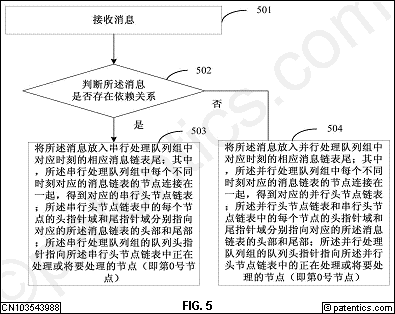 接收消息
501
判断所述消息
是否存在依赖关系
502
是
否
503
将所述消息放入串行处理队列组中
对应时刻的相应消息链表尾；其中
，所述串行处理队列组中每个不同
时刻对应的消息链表的节点连接在
一起，得到对应的串行头节点链表
；所述串行头节点链表中的每个节
点的头指针域和尾指针域分别指向
对应的所述消息链表的头部和尾部
；所述串行处理队列组的队列头指
针指向所述串行头节点链表中正在
处理或将要处理的节点（即第0号节
点）
504
将所述消息放入并行处理队列组中
对应时刻的相应消息链表尾；其中
，所述并行处理队列组中每个不同
时刻对应的消息链表的节点连接在
一起，得到对应的并行头节点链表
；所述并行头节点链表和串行头节点
链表中的每个节点的头指针域和尾
指针域分别指向对应的所述消息链
表的头部和尾部；所述并行处理队
列组的队列头指针指向所述并行头
节点链表中的正在处理或将要处理
的节点（即第0号节点）
CN103543988
FIG. 5
© patentics.com